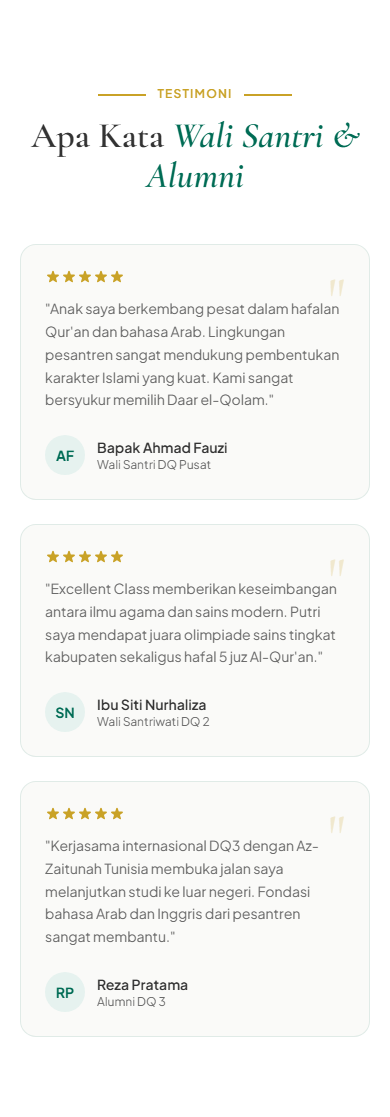 TESTIMONI
Apa Kata Wali Santri &
Alumni
"
"Anak saya berkembang pesat dalam hafalan
Qur'an dan bahasa Arab. Lingkungan
pesantren sangat mendukung pembentukan
karakter Islami yang kuat. Kami sangat
bersyukur memilih Daar el-Qolam."
AF
Bapak Ahmad Fauzi
Wali Santri DQ Pusat
"
"Excellent Class memberikan keseimbangan
antara ilmu agama dan sains modern. Putri
saya mendapat juara olimpiade sains tingkat
kabupaten sekaligus hafal 5 juz Al-Qur'an."
SN
Ibu Siti Nurhaliza
Wali Santriwati DQ 2
"
"Kerjasama internasional DQ3 dengan Az-
Zaitunah Tunisia membuka jalan saya
melanjutkan studi ke luar negeri. Fondasi
bahasa Arab dan Inggris dari pesantren
sangat membantu."
RP
Reza Pratama
Alumni DQ 3